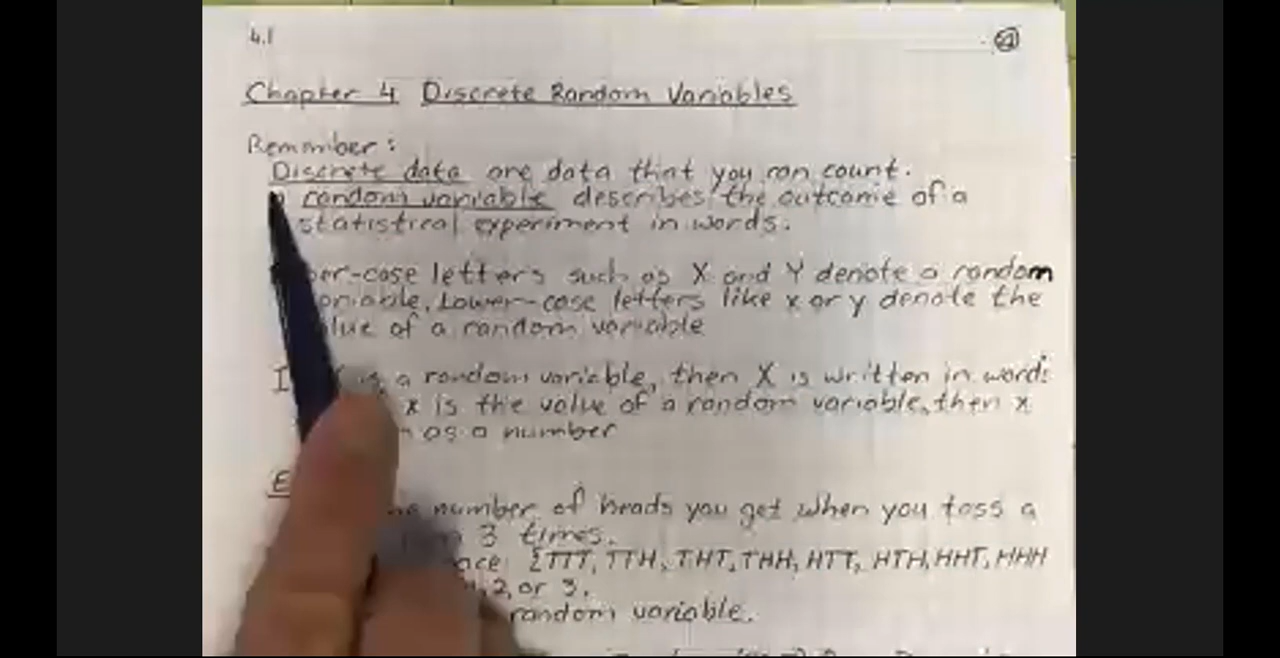 4.1
Chapter 4 Discrete Random Variables
Remember:
Discrete data are data that you can count.
random variable describes the outcome of a
statistical experiment in words.
per-case letters such as X and Y denote a random
ariable. Lower-case letters like x or y denote the
lue of a random variable
I is a random variable, then X is written in words
x is the value of a random variable, then x
as a number
E
number of heads you get when you toss a
3 times.
ace {TTT, TTH, THT, THH, HTT, HTH, HHT, HHH
2, or 3.
random variable.